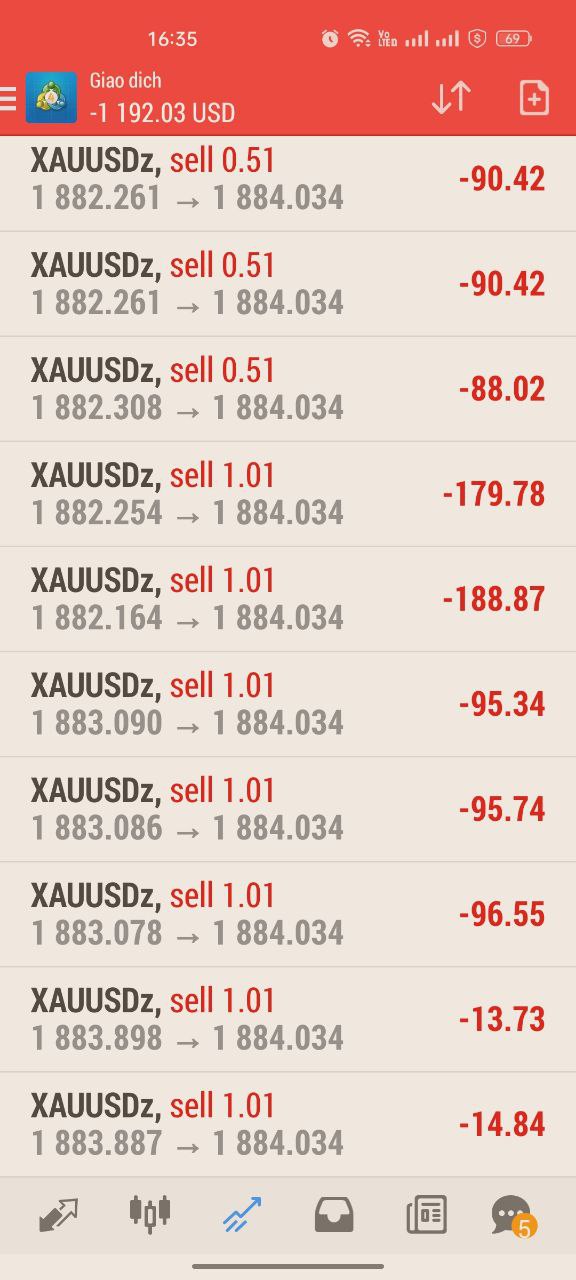 16:35
Vo
LTED
69
Giao dich
-1 192.03 USD
XAUUSDz, sell 0.51
1 882.261 → 1 884.034
-90.42
XAUUSDz, sell 0.51
1 882.261 → 1 884.034
-90.42
XAUUSDz, sell 0.51
1 882.308 → 1 884.034
-88.02
XAUUSDz, sell 1.01
1 882.254 → 1 884.034
-179.78
XAUUSDz, sell 1.01
1 882.164 → 1 884.034
-188.87
XAUUSDz, sell 1.01
1 883.090 → 1 884.034
-95.34
XAUUSDz, sell 1.01
1 883.086 → 1 884.034
-95.74
XAUUSDz, sell 1.01
1 883.078 → 1 884.034
-96.55
XAUUSDz, sell 1.01
1 883.898 → 1 884.034
-13.73
XAUUSDz, sell 1.01
1 883.887 → 1 884.034
-14.84
5